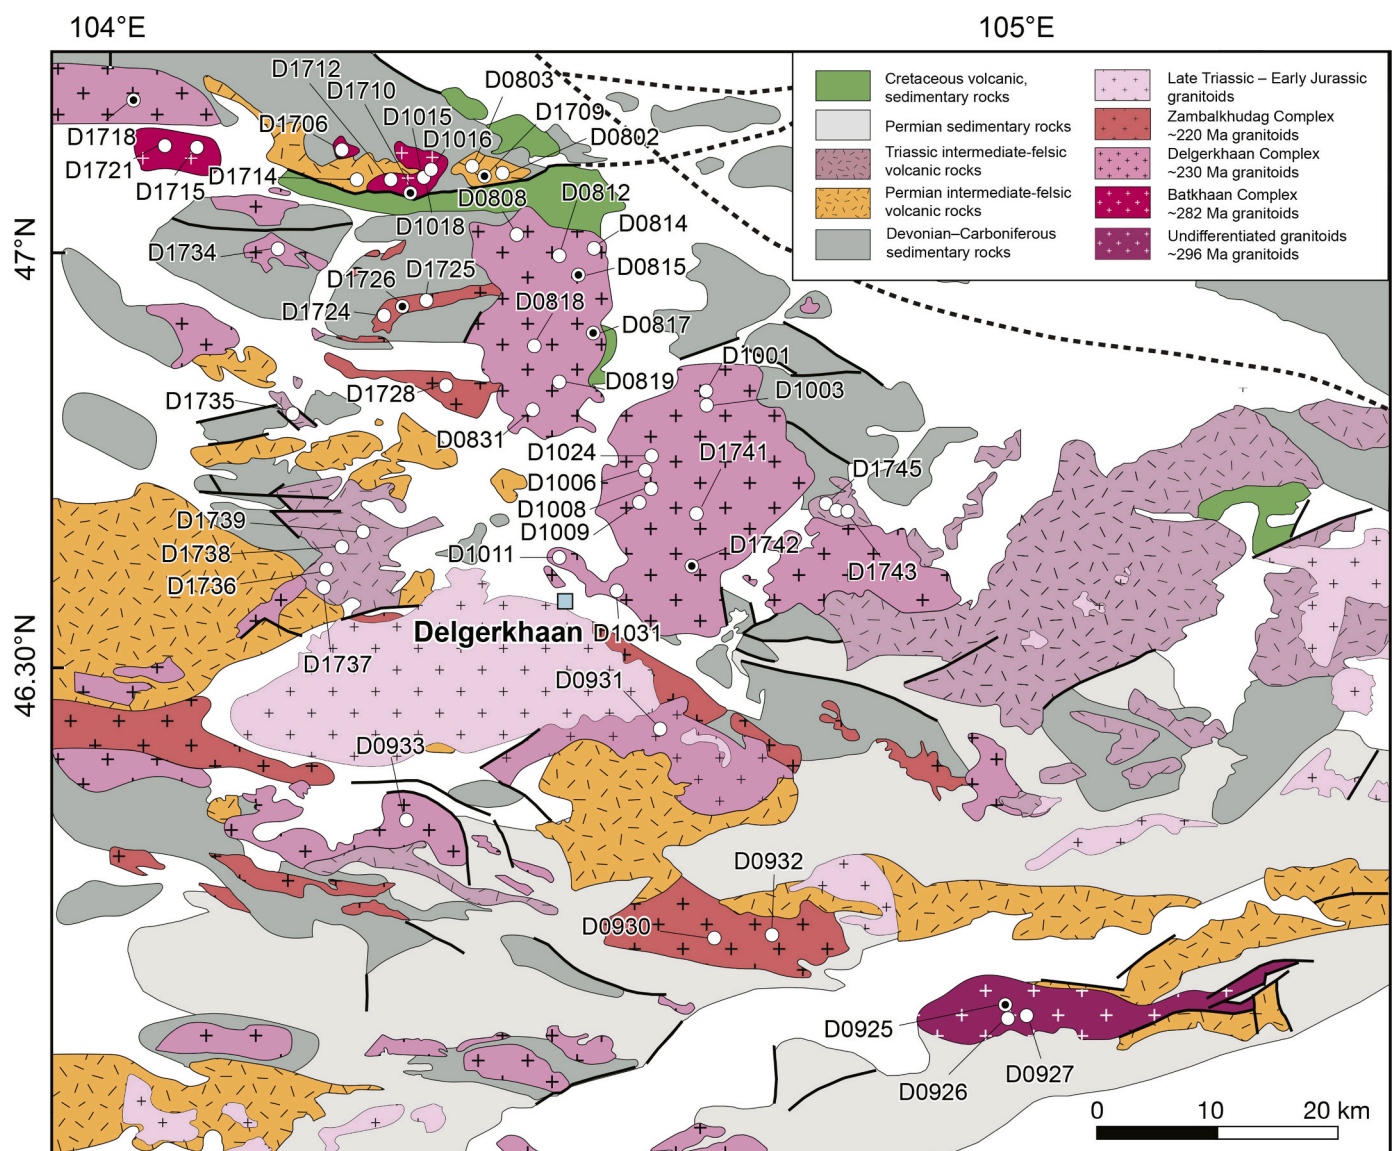 104°E
105°E
47°N
46.30°N
Cretaceous volcanic,
sedimentary rocks
Permian sedimentary rocks
Triassic intermediate-felsic
volcanic rocks
Permian intermediate-felsic
volcanic rocks
Devonian–Carboniferous
sedimentary rocks
Late Triassic – Early Jurassic
granitoids
Zambalkhudag Complex
~220 Ma granitoids
Delgerkhaan Complex
~230 Ma granitoids
Batkhaan Complex
~282 Ma granitoids
Undifferentiated granitoids
~296 Ma granitoids
D1712
D1710
D0803
D1015
D1709
D1706
D1016
D0802
D1718
D1721
D1715
D1714
D0808
D0812
D1018
D0814
D1734
D0815
D1726
D1725
D0818
D1724
D0817
D1001
D0819
D1003
D1728
D1735
D0831
D1024
D1741
D1745
D1006
D1008
D1009
D1739
D1738
D1742
D1011
D1743
D1736
Delgerkhaan
D1031
D1737
D0931
D0933
D0932
D0930
D0925
D0926
D0927
0
10
20 km